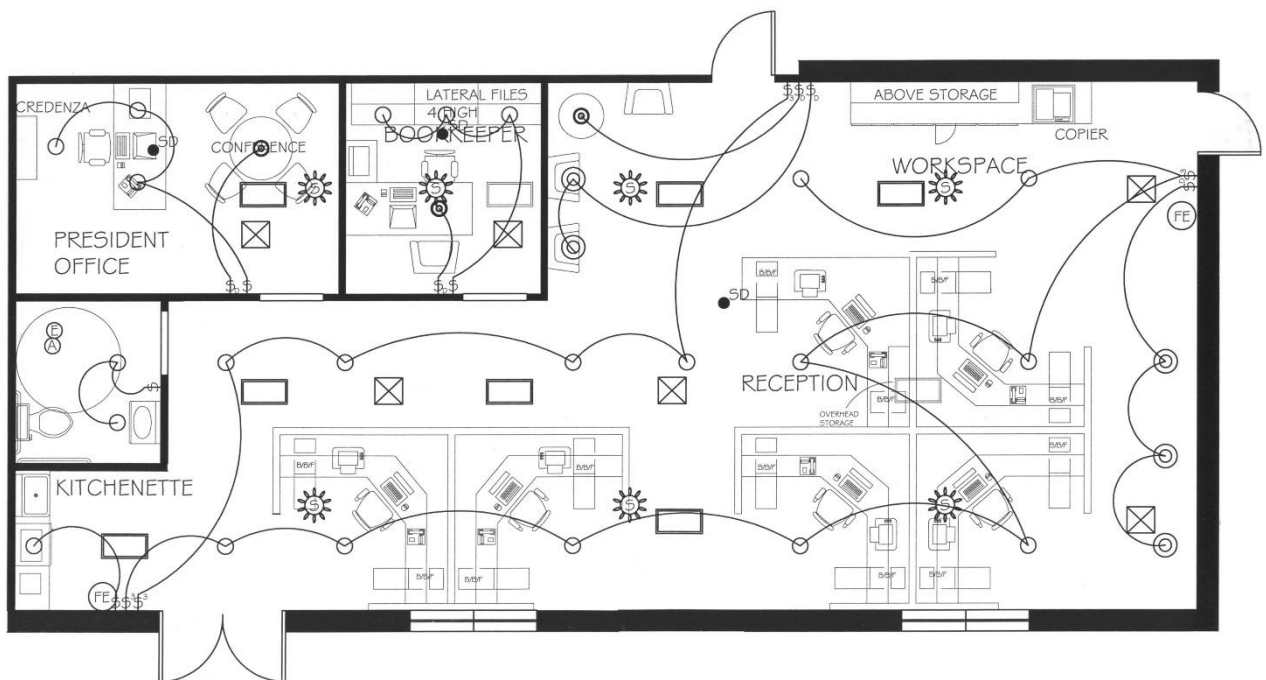 CREDENZA
SD
CONFERENCE
S
PRESIDENT
OFFICE
LATERAL FILES
4 HIGH
SD
BOOKKEEPER
S
S
ABOVE STORAGE
COPIER
WORKSPACE
S
FE
SD
B/B/F
B/B/F
RECEPTION
OVERHEAD
STORAGE
B/B/F
B/B/F
E
A
KITCHENETTE
FE
B/B/F
B/B/F
B/B/F
B/B/F
S
S
S
B/B/F
B/B/F
B/B/F
B/B/F